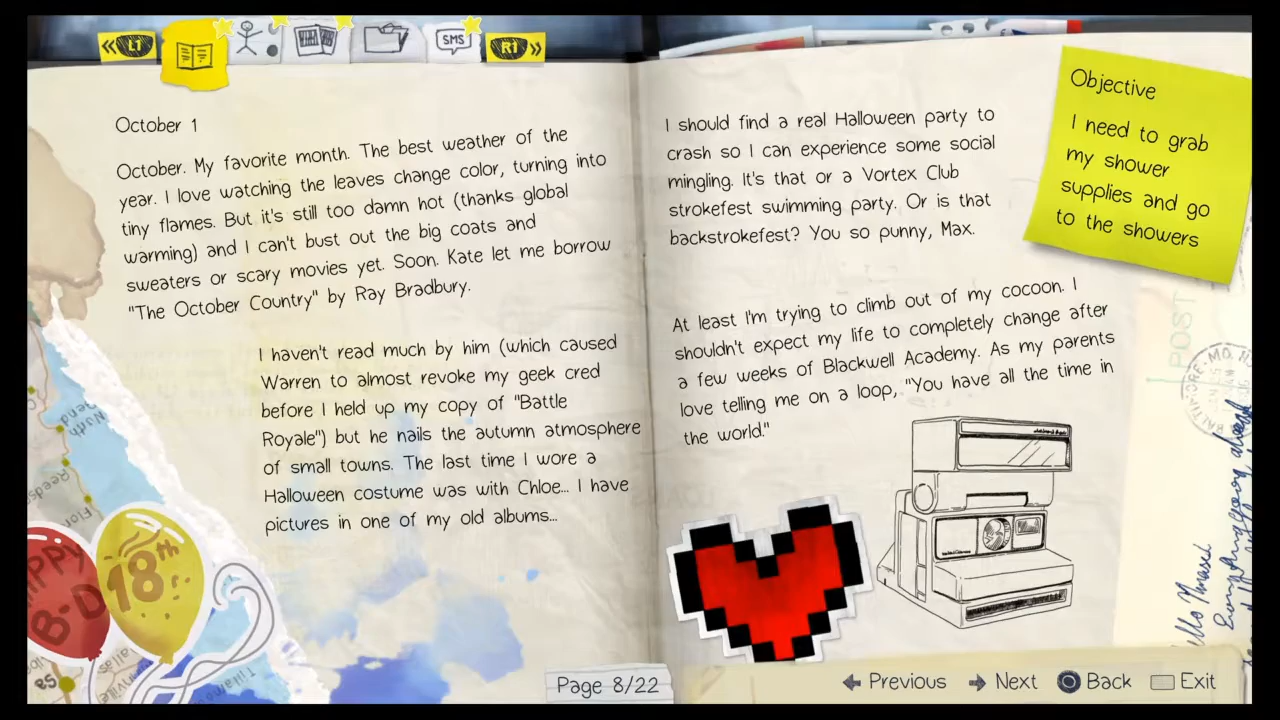 L1
SMS
R1
October 1
October. My favorite month. The best weather of the
year. I love watching the leaves change color, turning into
tiny flames. But it's still too damn hot (thanks global
warming) and I can't bust out the big coats and
sweaters or scary movies yet. Soon. Kate let me borrow
"The October Country" by Ray Bradbury.
I haven't read much by him (which caused
Warren to almost revoke my geek cred
before I held up my copy of "Battle
Royale") but he nails the autumn atmosphere
of small towns. The last time I wore a
Halloween costume was with Chloe... I have
pictures in one of my old albums...
I should find a real Halloween party to
crash so I can experience some social
mingling. It's that or a Vortex Club
strokefest swimming party. Or is that
backstrokefest? You so punny, Max.
At least I'm trying to climb out of my cocoon. I
shouldn't expect my life to completely change after
a few weeks of Blackwell Academy. As my parents
love telling me on a loop, "You have all the time in
the world."
Objective
I need to grab
my shower
supplies and go
to the showers
POST
BALTIMORE, MO.
18th
B-D
Page 8/22
Previous
Next
Back
Exit